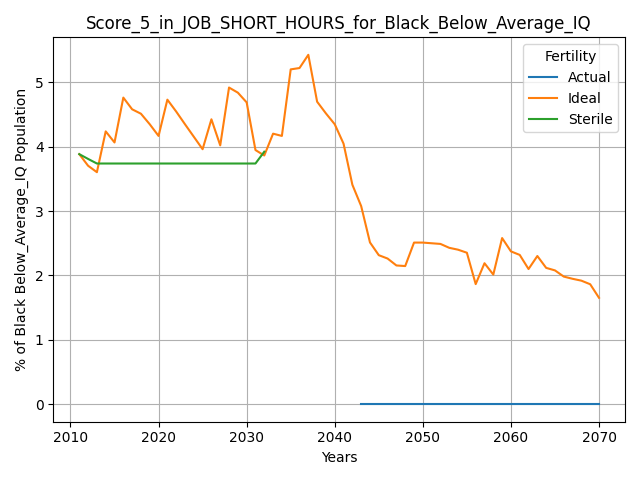 Score_5_in_JOB_SHORT_HOURS_for_Black_Below_Average_IQ
Fertility
Actual
Ideal
Sterile
% of Black Below_Average_IQ Population
5
4
3
2
1
0
2010 2020 2030 2040 2050 2060 2070
Years